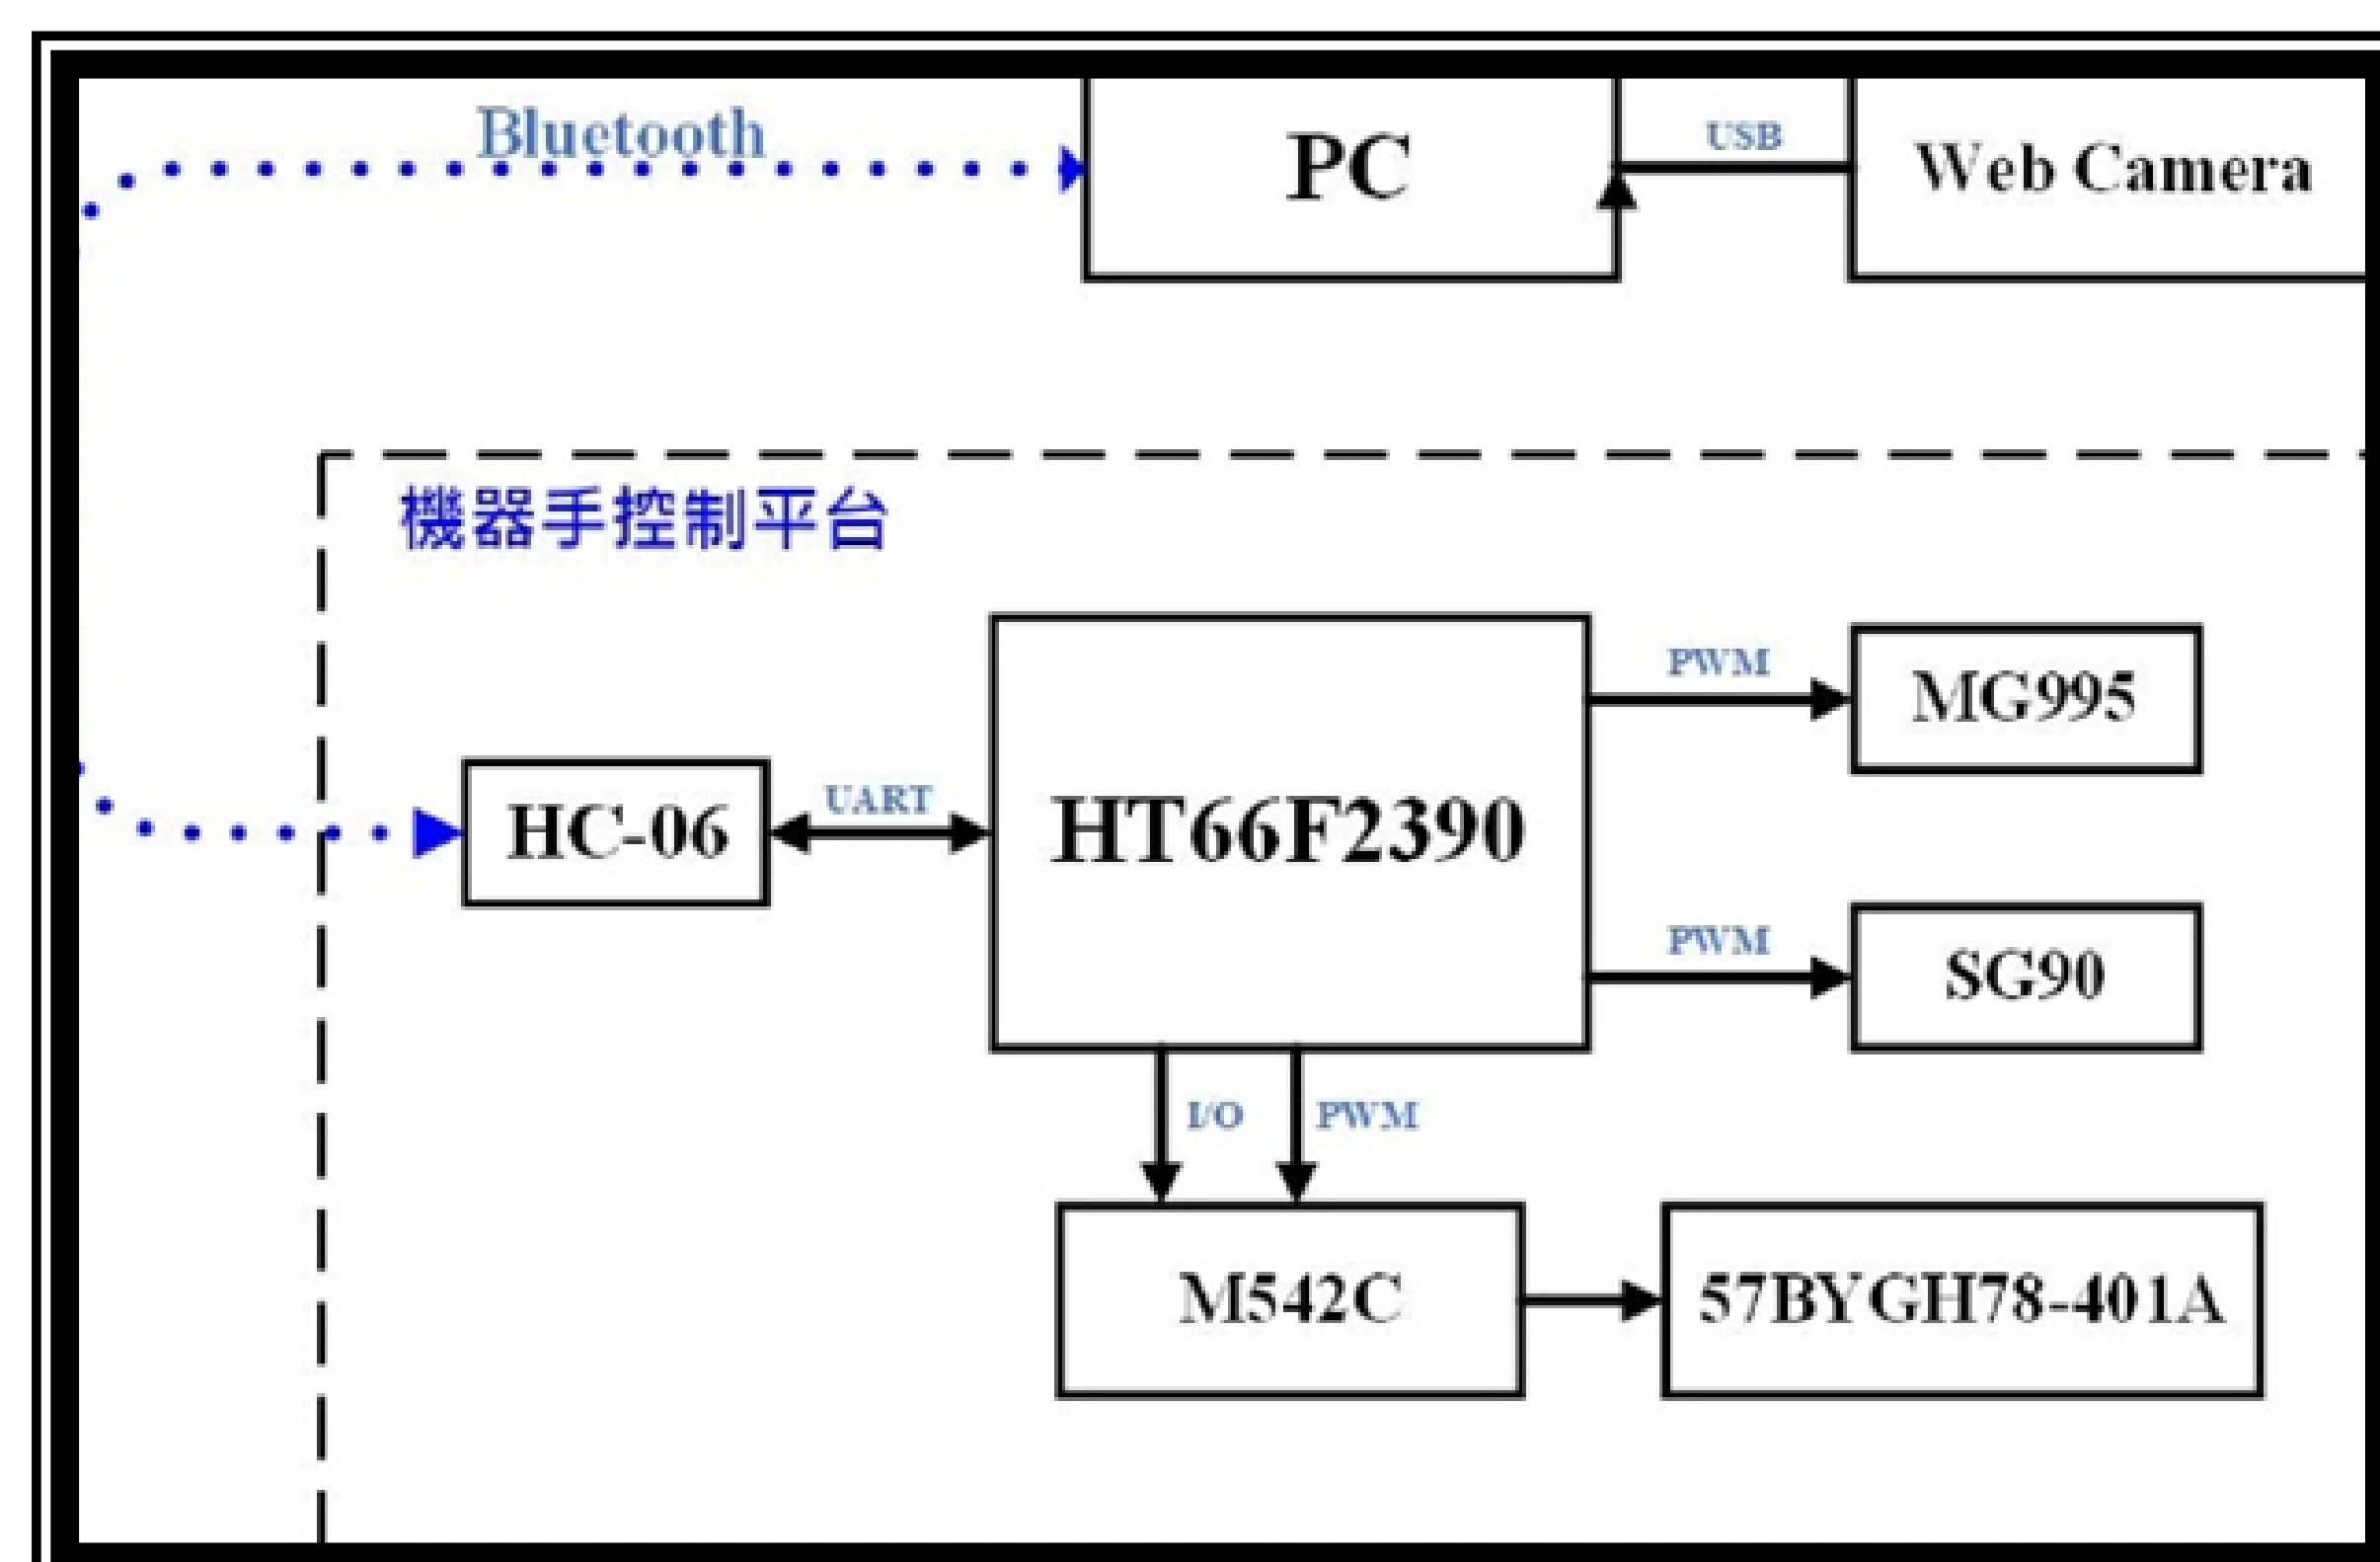 Bluetooth
PC
USB
Web Camera
機器手控制平台
HT66F2390
PWM
MG995
HC-06
UART
PWM
SG90
I/O
PWM
M542C
57BYGH78-401A